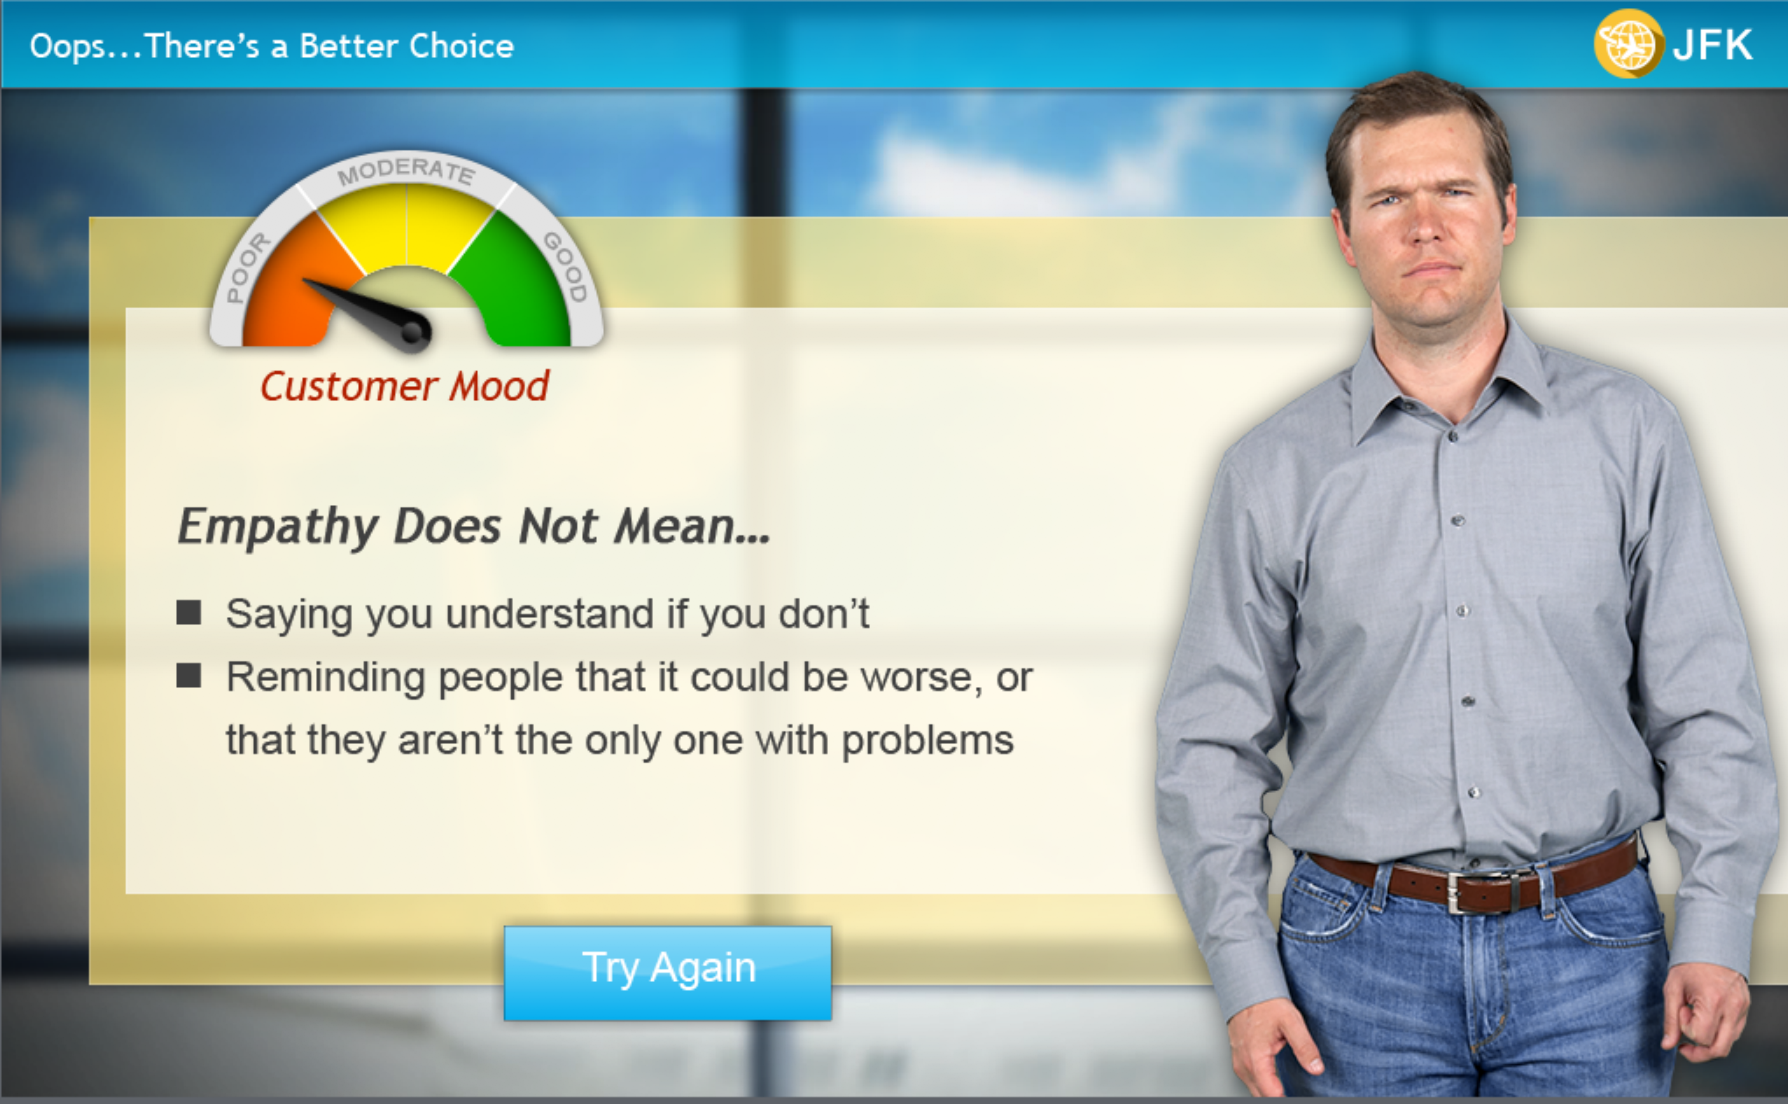 Oops...There's a Better Choice
JFK
POOR
MODERATE
GOOD
Customer Mood
Empathy Does Not Mean...
■ Saying you understand if you don't
■ Reminding people that it could be worse, or
that they aren't the only one with problems
Try Again